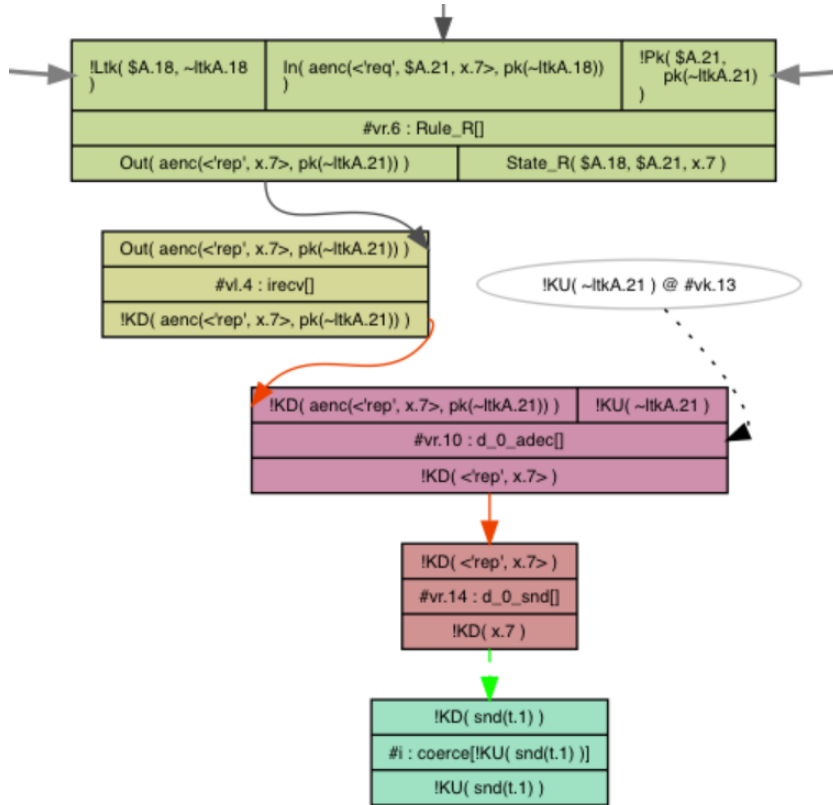 !Ltk( $A.18, ~ltkA.18
)
In( aenc(<'req', $A.21, x.7>, pk(~ltkA.18))
)
!Pk( $A.21,
pk(~ltkA.21)
)
#vr.6 : Rule_R[]
Out( aenc(<'rep', x.7>, pk(~ltkA.21)) )
State_R( $A.18, $A.21, x.7 )
Out( aenc(<'rep', x.7>, pk(~ltkA.21)) )
#vl.4 : irecv[]
!KD( aenc(<'rep', x.7>, pk(~ltkA.21)) )
!KU( ~ltkA.21 ) @ #vk.13
!KD( aenc(<'rep', x.7>, pk(~ltkA.21)) )
!KU( ~ltkA.21 )
#vr.10 : d_0_adec[]
!KD( <'rep', x.7> )
!KD( <'rep', x.7> )
#vr.14 : d_0_snd[]
!KD( x.7 )
!KD( snd(t.1) )
#i : coerce[!KU( snd(t.1) )]
!KU( snd(t.1) )